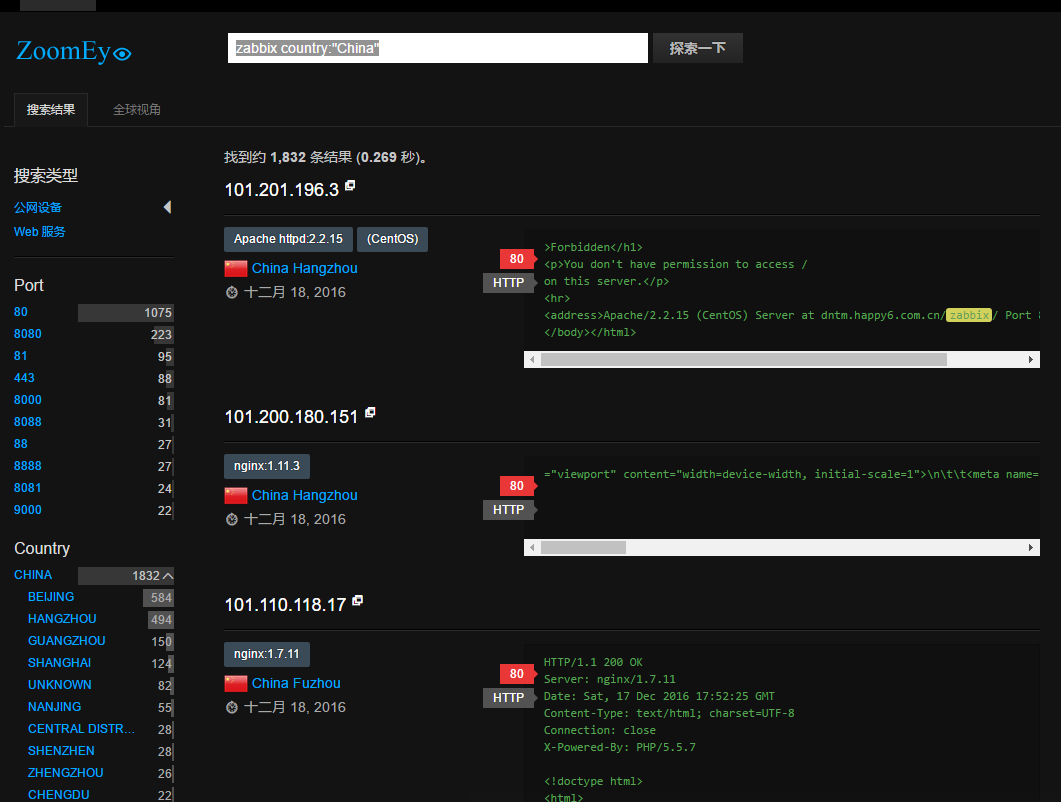 ZoomEye
zabbix country:"China"
探索一下
搜索结果
全球视角
搜索类型
公网设备
Web 服务
Port
80 1075
8080 223
81 95
443 88
8000 81
8088 31
88 27
8888 27
8081 24
9000 22
Country
CHINA 1832
BEIJING 584
HANGZHOU 494
GUANGZHOU 150
SHANGHAI 124
UNKNOWN 82
NANJING 55
CENTRAL DISTR... 28
SHENZHEN 28
ZHENGZHOU 26
CHENGDU 22
找到约 1,832 条结果 (0.269 秒)。
101.201.196.3
Apache httpd:2.2.15 (CentOS)
China Hangzhou
十二月 18, 2016
80
HTTP
>Forbidden</h1>
<p>You don't have permission to access /
on this server.</p>
<hr>
<address>Apache/2.2.15 (CentOS) Server at dntm.happy6.com.cn/zabbix/ Port
</body></html>
101.200.180.151
nginx:1.11.3
China Hangzhou
十二月 18, 2016
80
HTTP
="viewport" content="width=device-width, initial-scale=1">\n\t\t<meta name=
101.110.118.17
nginx:1.7.11
China Fuzhou
十二月 18, 2016
80
HTTP
HTTP/1.1 200 OK
Server: nginx/1.7.11
Date: Sat, 17 Dec 2016 17:52:25 GMT
Content-Type: text/html; charset=UTF-8
Connection: close
X-Powered-By: PHP/5.5.7
<!doctype html>
<html>